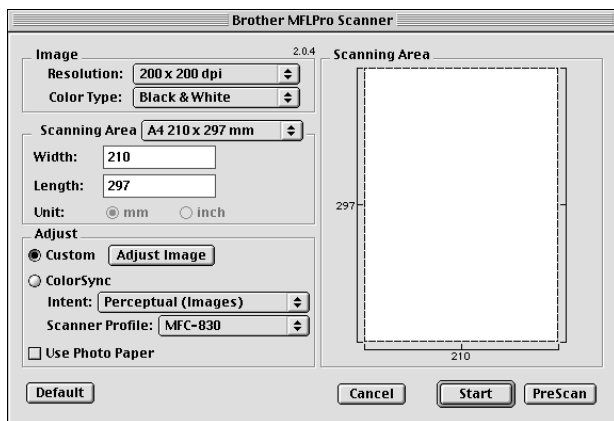 Brother MFLPro Scanner
Image 2.0.4
Resolution: 200 x 200 dpi
Color Type: Black & White
Scanning Area A4 210 x 297 mm
Width: 210
Length: 297
Unit: mm inch
Adjust
Custom Adjust Image
ColorSync
Intent: Perceptual (Images)
Scanner Profile: MFC-830
Use Photo Paper
Default
Scanning Area
297
210
Cancel Start PreScan